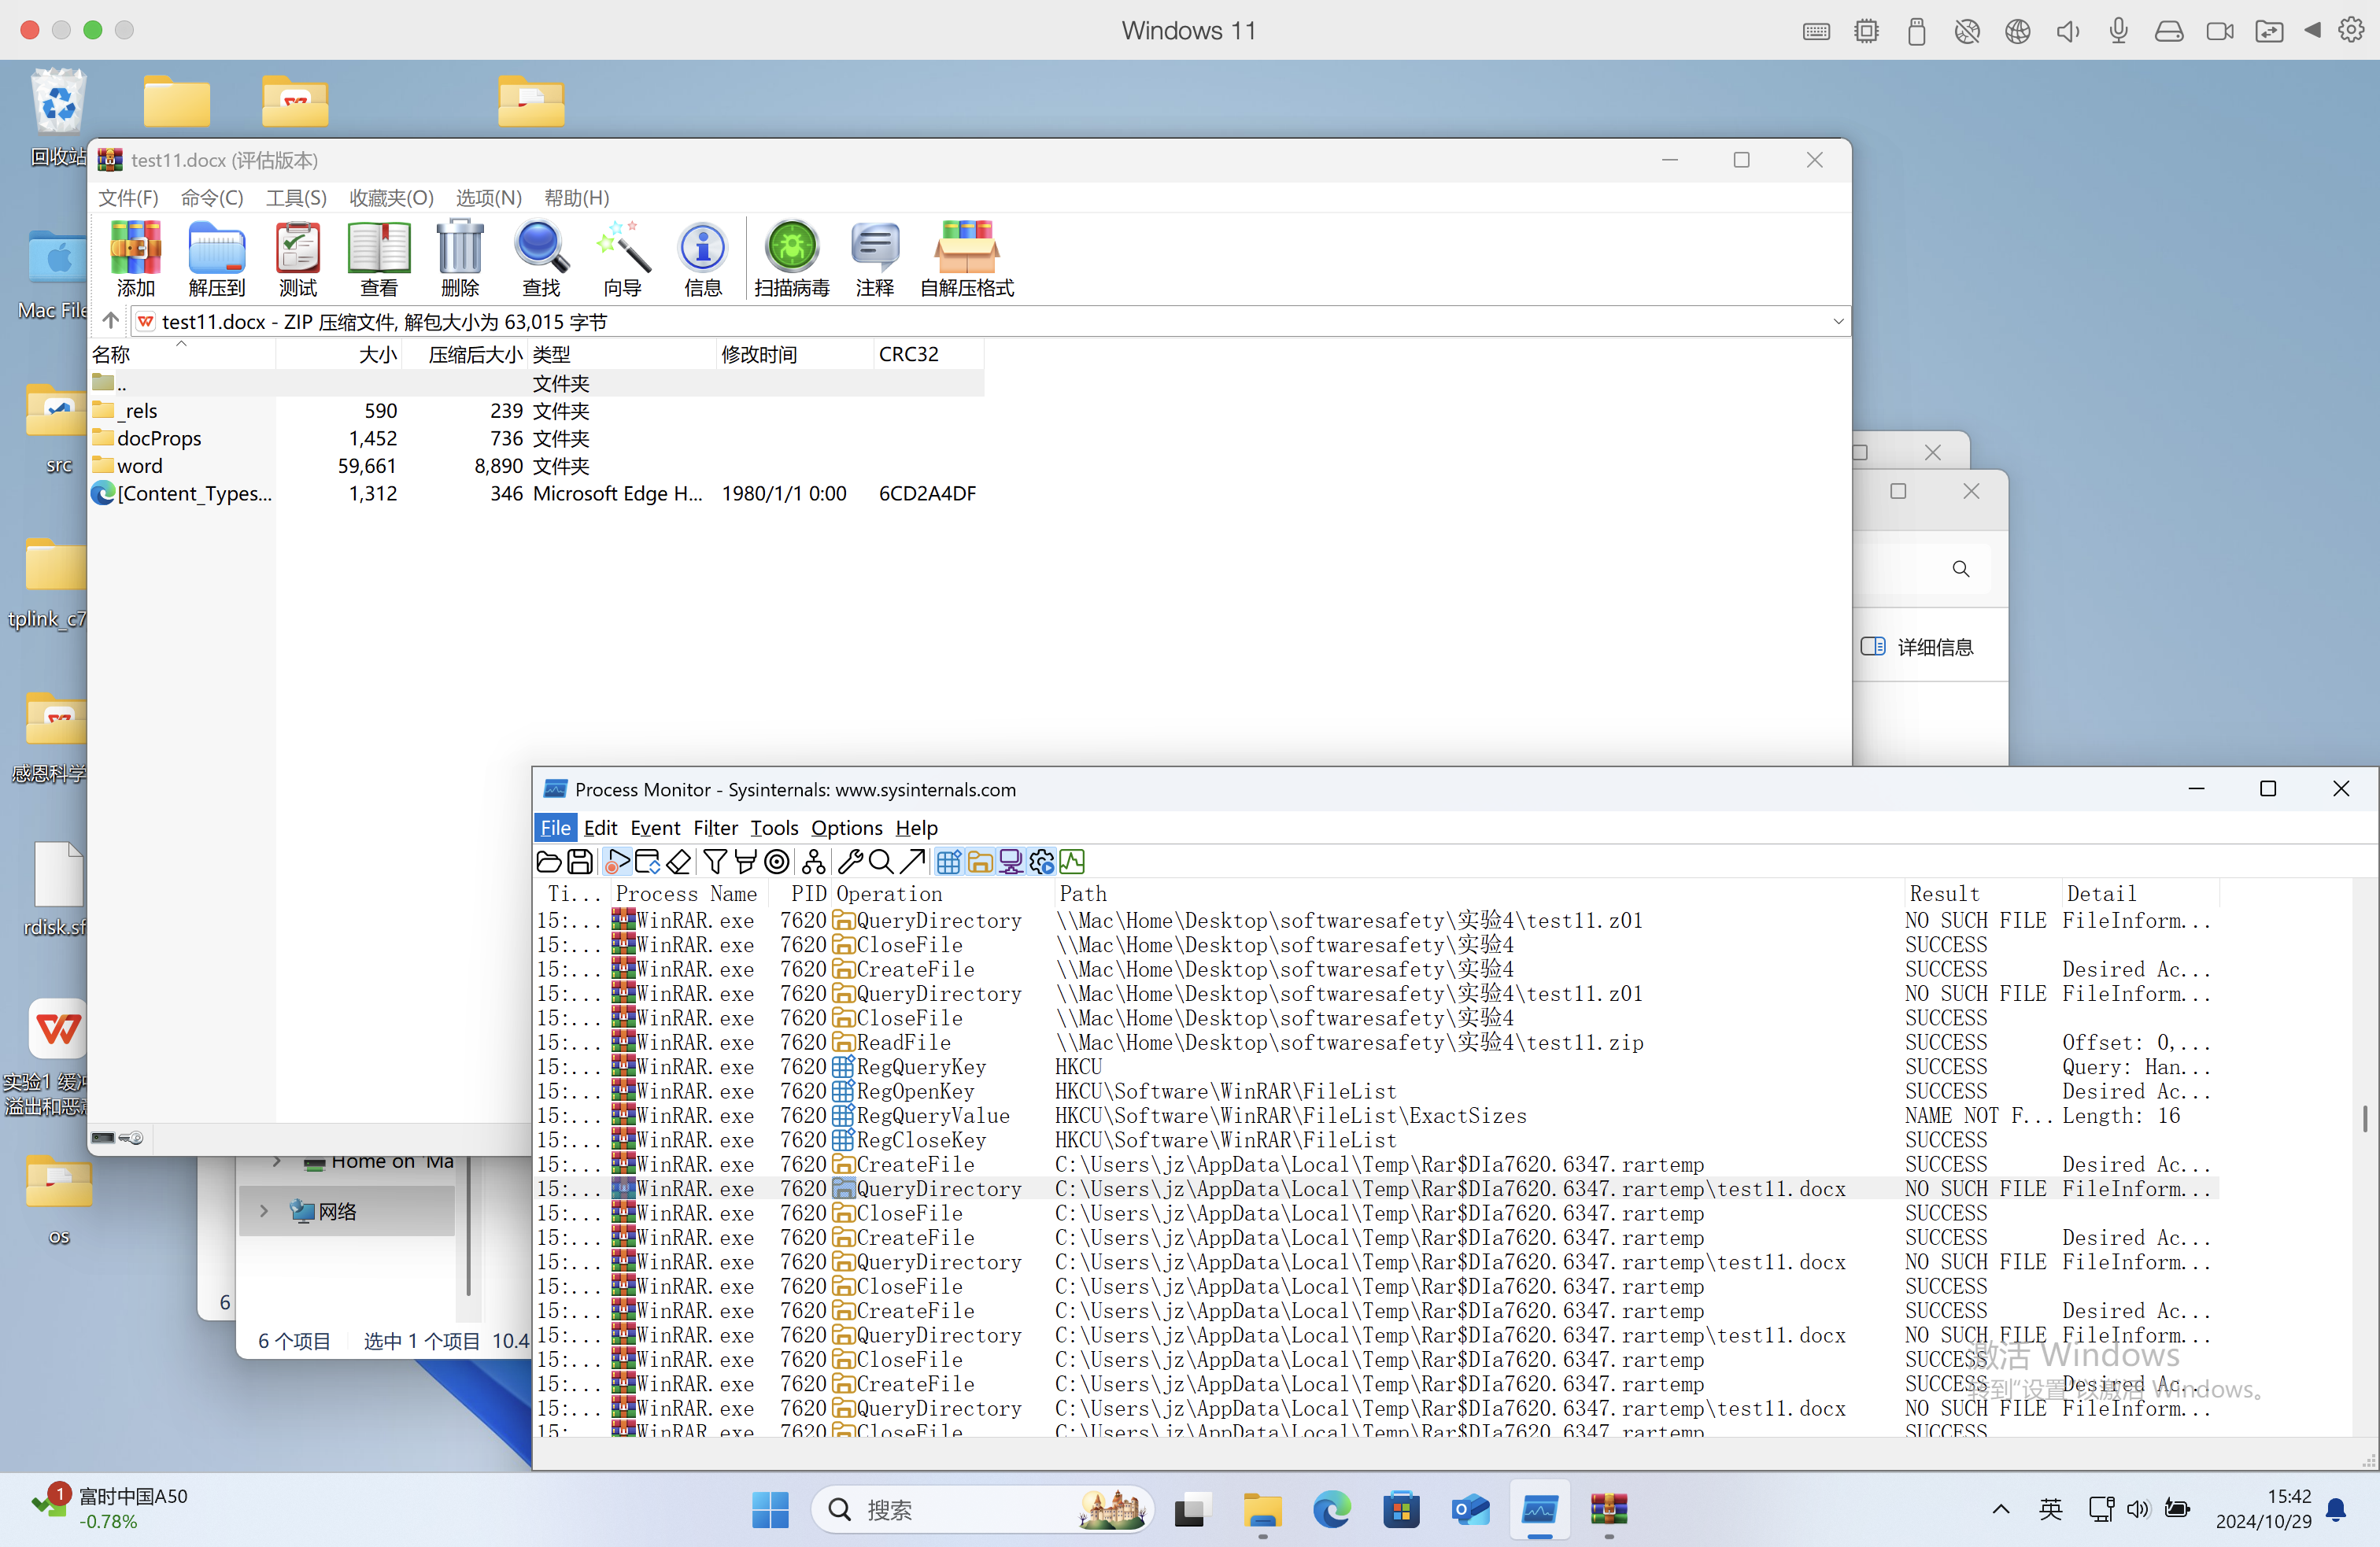 Windows 11
回收站
test11.docx (评估版本)
文件(F) 命令(C) 工具(S) 收藏夹(O) 选项(N) 帮助(H)
添加 解压到 测试 查看 删除 查找 向导 信息 扫描病毒 注释 自解压格式
test11.docx - ZIP 压缩文件, 解包大小为 63,015 字节
名称 大小 压缩后大小 类型 修改时间 CRC32
.. 文件夹
_rels 590 239 文件夹
docProps 1,452 736 文件夹
word 59,661 8,890 文件夹
[Content_Types... 1,312 346 Microsoft Edge H... 1980/1/1 0:00 6CD2A4DF
Mac File
src
tplink_c7
感恩科学
rdisk.sf
实验1 缓冲
溢出和恶意
os
详细信息
Home on 'Ma
网络
6
6 个项目 选中 1 个项目 10.4
Process Monitor - Sysinternals: www.sysinternals.com
File Edit Event Filter Tools Options Help
Ti... Process Name PID Operation Path Result Detail
15:... WinRAR.exe 7620 QueryDirectory \\Mac\Home\Desktop\softwaresafety\实验4\test11.z01 NO SUCH FILE FileInform...
15:... WinRAR.exe 7620 CloseFile \\Mac\Home\Desktop\softwaresafety\实验4 SUCCESS
15:... WinRAR.exe 7620 CreateFile \\Mac\Home\Desktop\softwaresafety\实验4 SUCCESS Desired Ac...
15:... WinRAR.exe 7620 QueryDirectory \\Mac\Home\Desktop\softwaresafety\实验4\test11.z01 NO SUCH FILE FileInform...
15:... WinRAR.exe 7620 CloseFile \\Mac\Home\Desktop\softwaresafety\实验4 SUCCESS
15:... WinRAR.exe 7620 ReadFile \\Mac\Home\Desktop\softwaresafety\实验4\test11.zip SUCCESS Offset: 0,...
15:... WinRAR.exe 7620 RegQueryKey HKCU SUCCESS Query: Han...
15:... WinRAR.exe 7620 RegOpenKey HKCU\Software\WinRAR\FileList SUCCESS Desired Ac...
15:... WinRAR.exe 7620 RegQueryValue HKCU\Software\WinRAR\FileList\ExactSizes NAME NOT F... Length: 16
15:... WinRAR.exe 7620 RegCloseKey HKCU\Software\WinRAR\FileList SUCCESS
15:... WinRAR.exe 7620 CreateFile C:\Users\jz\AppData\Local\Temp\Rar$DIa7620.6347.rartemp SUCCESS Desired Ac...
15:... WinRAR.exe 7620 QueryDirectory C:\Users\jz\AppData\Local\Temp\Rar$DIa7620.6347.rartemp\test11.docx NO SUCH FILE FileInform...
15:... WinRAR.exe 7620 CloseFile C:\Users\jz\AppData\Local\Temp\Rar$DIa7620.6347.rartemp SUCCESS
15:... WinRAR.exe 7620 CreateFile C:\Users\jz\AppData\Local\Temp\Rar$DIa7620.6347.rartemp SUCCESS Desired Ac...
15:... WinRAR.exe 7620 QueryDirectory C:\Users\jz\AppData\Local\Temp\Rar$DIa7620.6347.rartemp\test11.docx NO SUCH FILE FileInform...
15:... WinRAR.exe 7620 CloseFile C:\Users\jz\AppData\Local\Temp\Rar$DIa7620.6347.rartemp SUCCESS
15:... WinRAR.exe 7620 CreateFile C:\Users\jz\AppData\Local\Temp\Rar$DIa7620.6347.rartemp SUCCESS Desired Ac...
15:... WinRAR.exe 7620 QueryDirectory C:\Users\jz\AppData\Local\Temp\Rar$DIa7620.6347.rartemp\test11.docx NO SUCH FILE FileInform...
15:... WinRAR.exe 7620 CloseFile C:\Users\jz\AppData\Local\Temp\Rar$DIa7620.6347.rartemp SUCCESS
15:... WinRAR.exe 7620 CreateFile C:\Users\jz\AppData\Local\Temp\Rar$DIa7620.6347.rartemp SUCCESS Desired Ac...
15:... WinRAR.exe 7620 QueryDirectory C:\Users\jz\AppData\Local\Temp\Rar$DIa7620.6347.rartemp\test11.docx NO SUCH FILE FileInform...
15:... WinRAR.exe 7620 CloseFile C:\Users\jz\AppData\Local\Temp\Rar$DIa7620.6347.rartemp SUCCESS
激活 Windows
转到"设置"以激活 Windows。
1
富时中国A50
-0.78%
搜索
英
15:42
2024/10/29